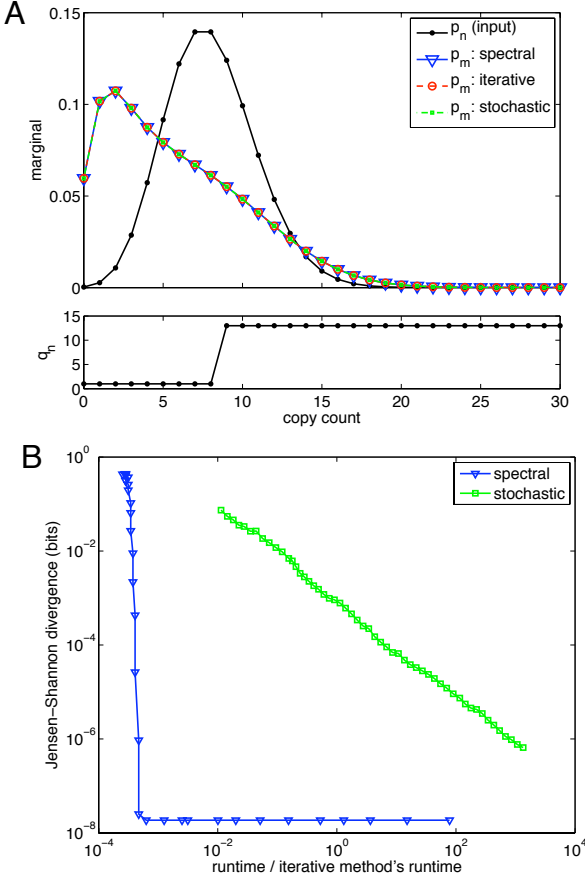 A
0.15
0.1
0.05
0
marginal
p_n (input)
p_m: spectral
p_m: iterative
p_m: stochastic
15
10
5
0
q_n
0 5 10 15 20 25 30
copy count
B
10^0
10^−2
10^−4
10^−6
10^−8
Jensen−Shannon divergence (bits)
spectral
stochastic
10^−4 10^−2 10^0 10^2 10^4
runtime / iterative method's runtime